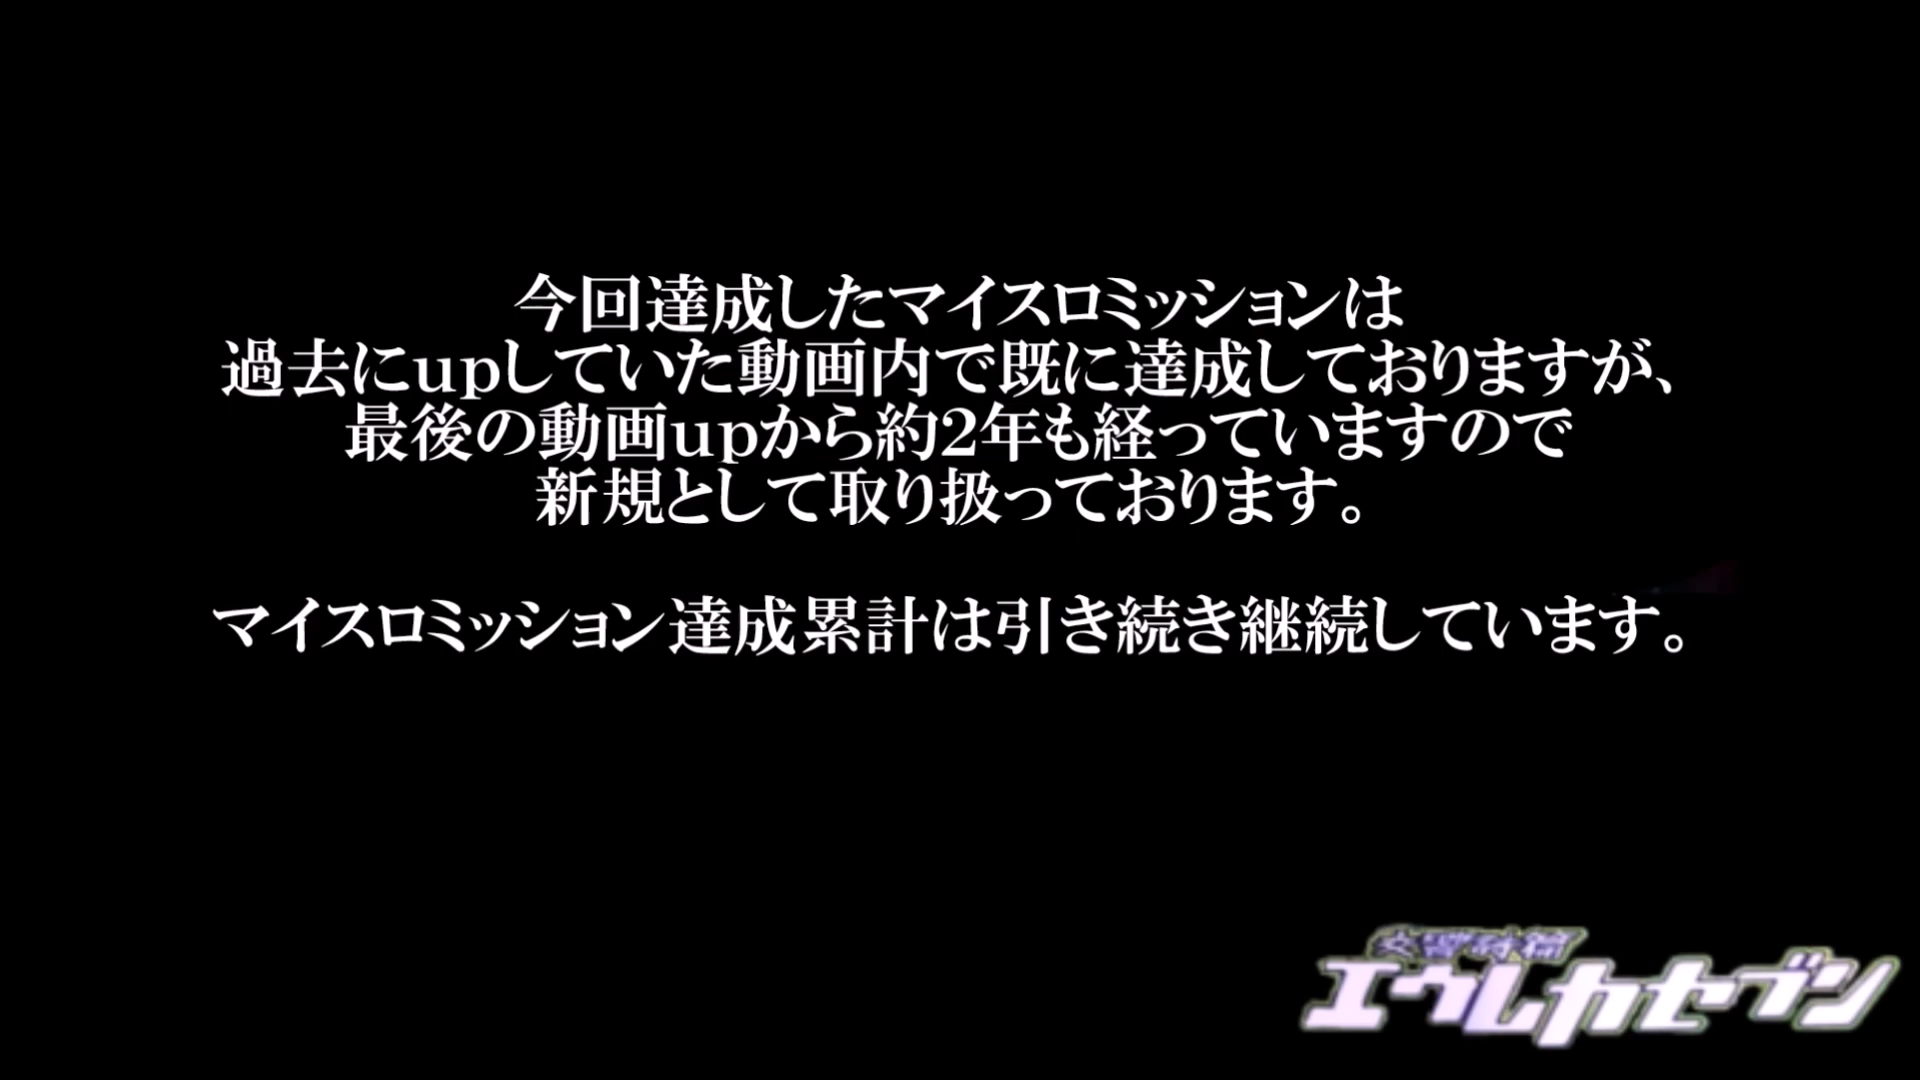 今回達成したマイスロミッションは
過去にupしていた動画内で既に達成しておりますが、
最後の動画upから約2年も経っていますので
新規として取り扱っております。
マイスロミッション達成累計は引き続き継続しています。
交響詩篇
エウレカセブン